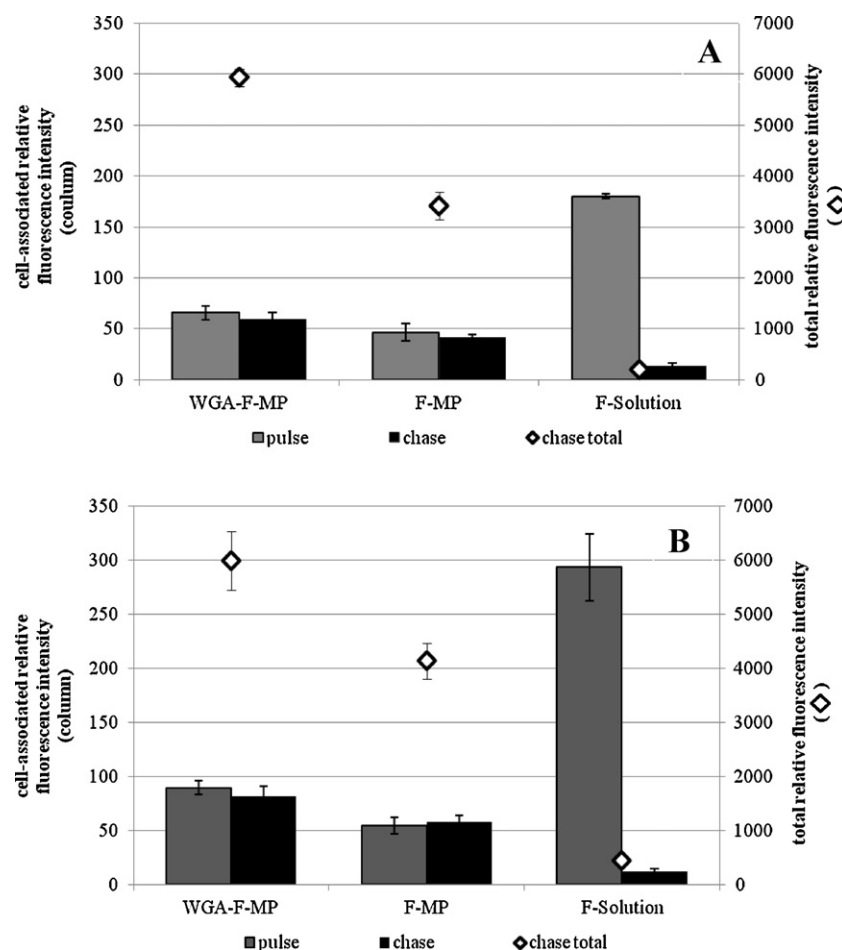 A
350
300
250
200
150
100
50
0
cell-associated relative
fluorescence intensity
(coulum)
7000
6000
5000
4000
3000
2000
1000
0
total relative fluorescence intensity
( )
WGA-F-MP F-MP F-Solution
pulse chase chase total
B
350
300
250
200
150
100
50
0
cell-associated relative
fluorescence intensity
(column)
7000
6000
5000
4000
3000
2000
1000
0
total relative fluorescence intensity
( )
WGA-F-MP F-MP F-Solution
pulse chase chase total